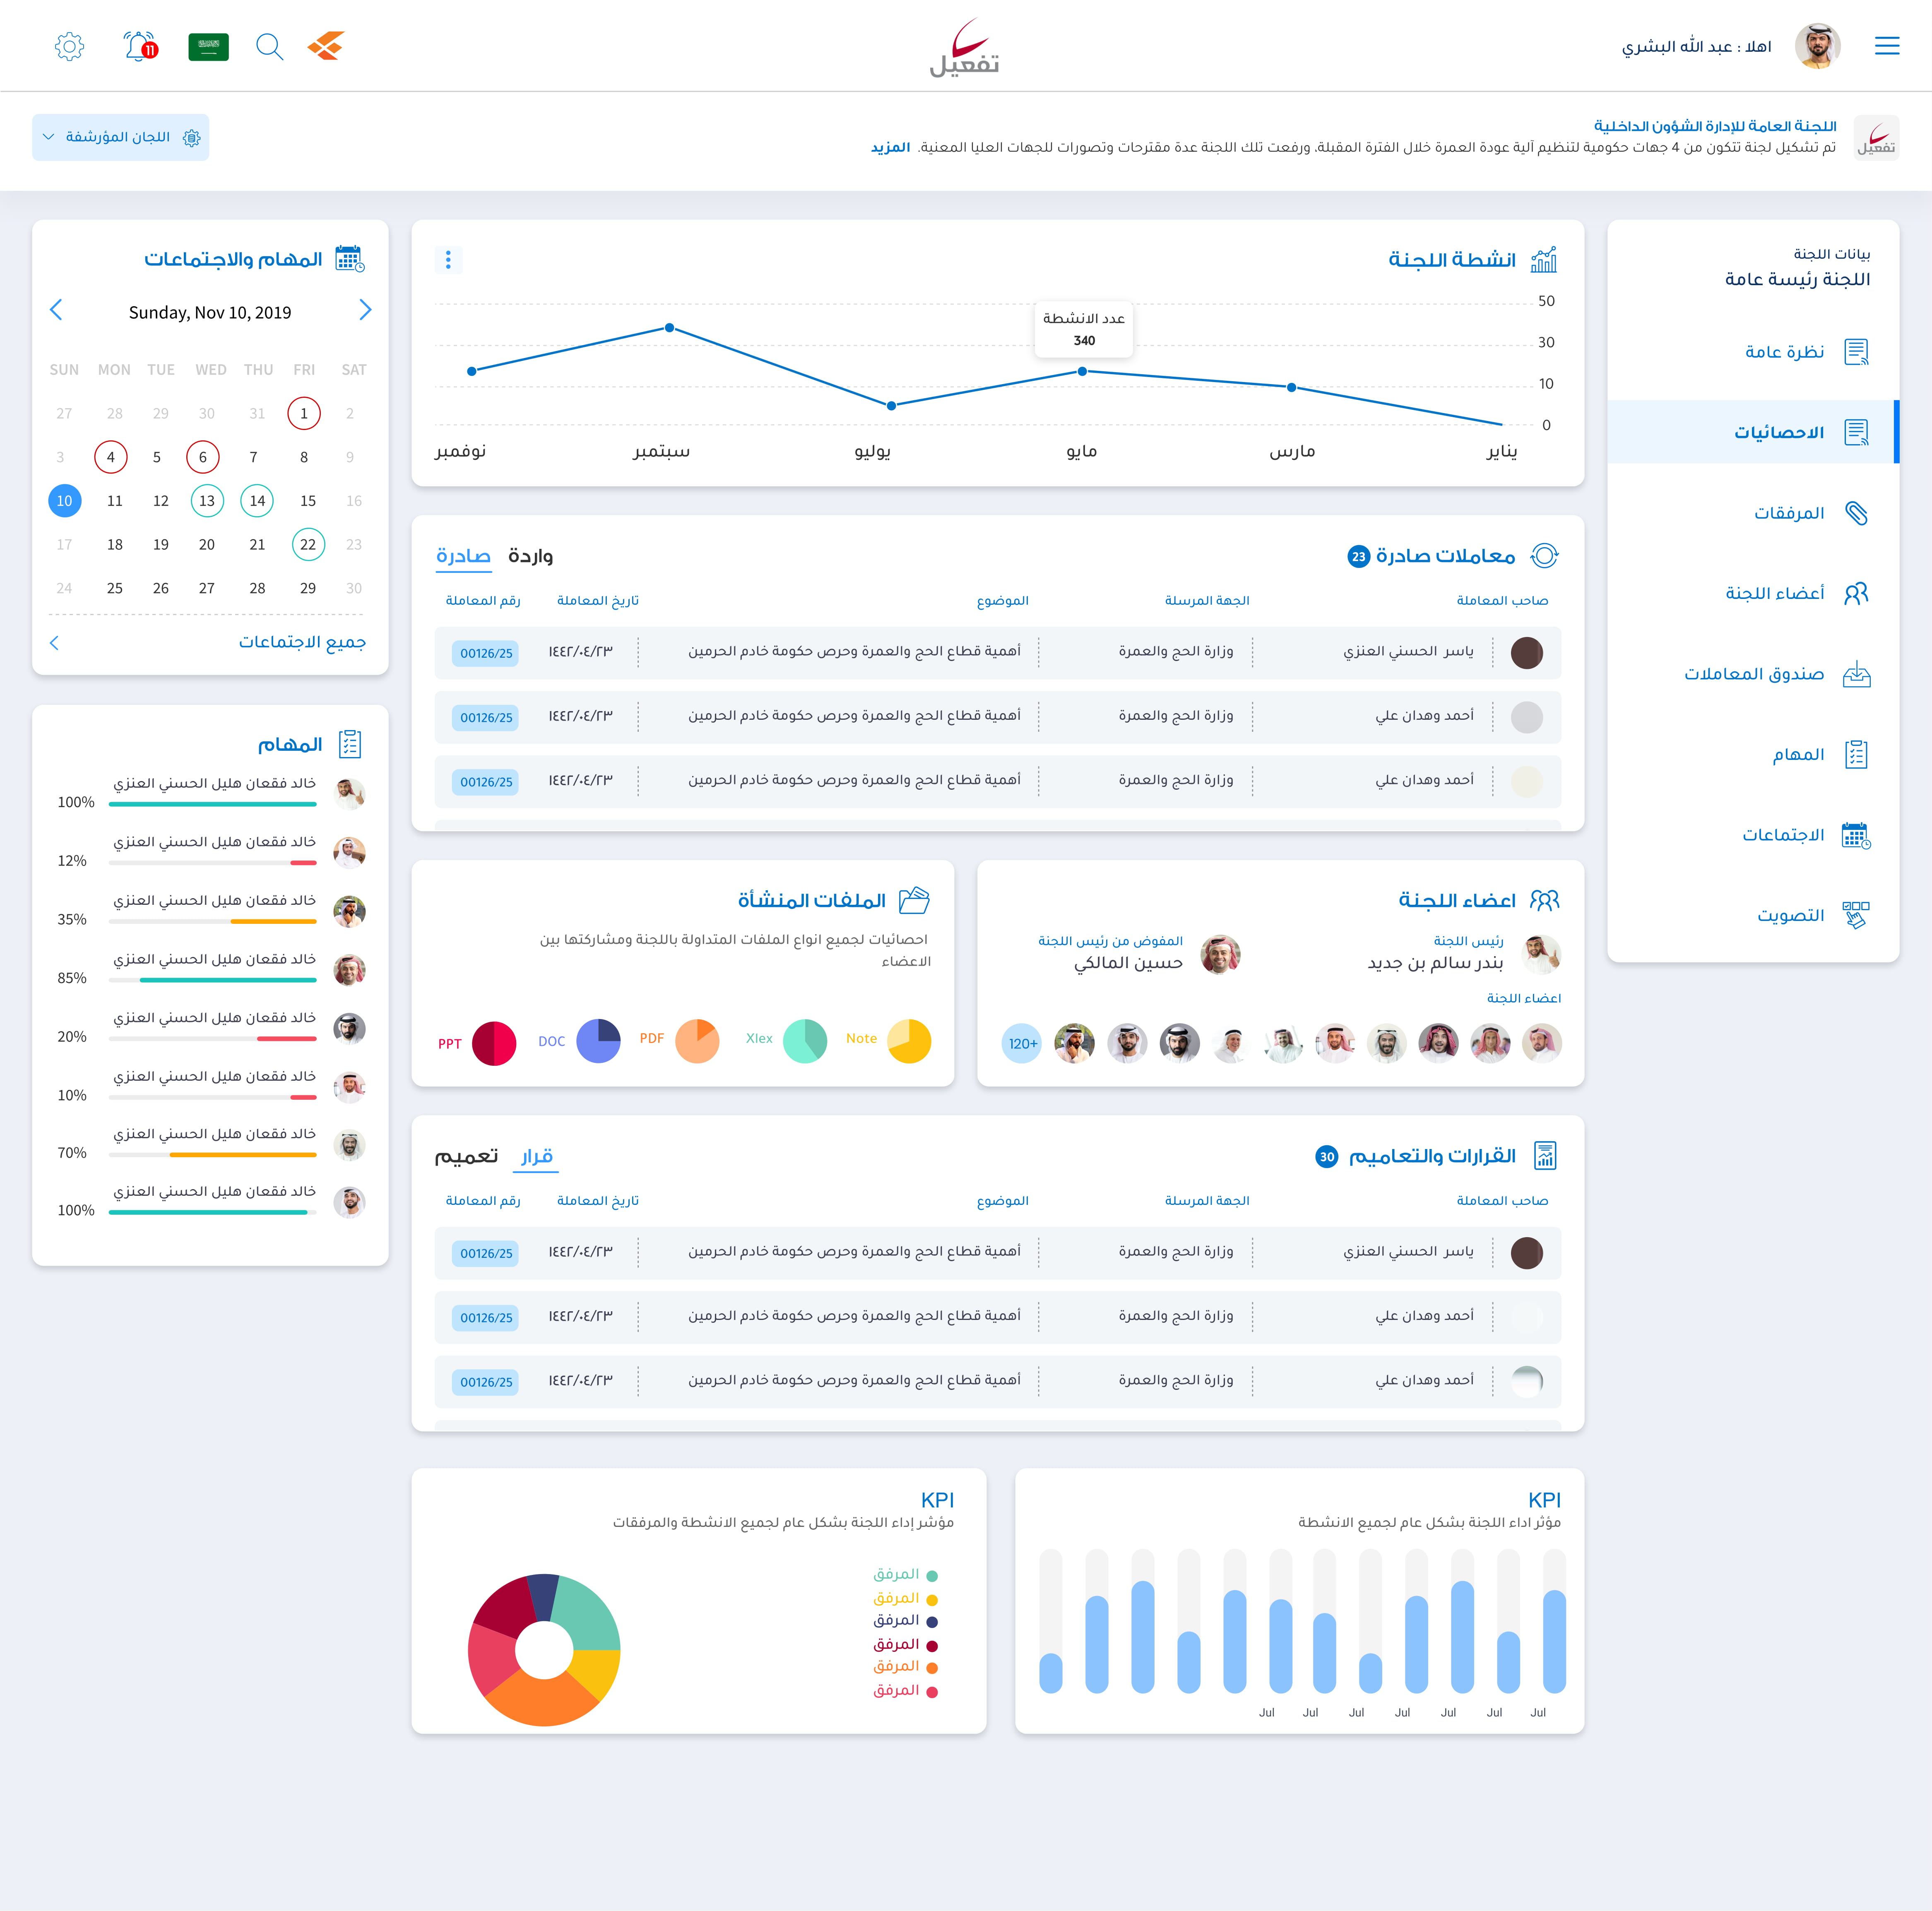 اهلا : عبد الله البشري
تفعيل
11
تفعيل
اللجنة العامة للإدارة الشؤون الداخلية
تم تشكيل لجنة تتكون من 4 جهات حكومية لتنظيم آلية عودة العمرة خلال الفترة المقبلة، ورفعت تلك اللجنة عدة مقترحات وتصورات للجهات العليا المعنية. المزيد
اللجان المؤرشفة
بيانات اللجنة
اللجنة رئيسة عامة
نظرة عامة
الاحصائيات
المرفقات
أعضاء اللجنة
صندوق المعاملات
المهام
الاجتماعات
التصويت
انشطة اللجنة
50
30
10
0
عدد الانشطة
340
يناير
مارس
مايو
يوليو
سبتمبر
نوفمبر
معاملات صادرة 23
واردة
صادرة
صاحب المعاملة
الجهة المرسلة
الموضوع
تاريخ المعاملة
رقم المعاملة
ياسر الحسني العنزي
وزارة الحج والعمرة
أهمية قطاع الحج والعمرة وحرص حكومة خادم الحرمين
١٤٤٢/٠٤/٢٣
00126/25
أحمد وهدان علي
وزارة الحج والعمرة
أهمية قطاع الحج والعمرة وحرص حكومة خادم الحرمين
١٤٤٢/٠٤/٢٣
00126/25
أحمد وهدان علي
وزارة الحج والعمرة
أهمية قطاع الحج والعمرة وحرص حكومة خادم الحرمين
١٤٤٢/٠٤/٢٣
00126/25
اعضاء اللجنة
رئيس اللجنة
بندر سالم بن جديد
المفوض من رئيس اللجنة
حسين المالكي
اعضاء اللجنة
120+
الملفات المنشأة
احصائيات لجميع انواع الملفات المتداولة باللجنة ومشاركتها بين
الاعضاء
Note
Xlex
PDF
DOC
PPT
القرارات والتعاميم 30
قرار
تعميم
صاحب المعاملة
الجهة المرسلة
الموضوع
تاريخ المعاملة
رقم المعاملة
ياسر الحسني العنزي
وزارة الحج والعمرة
أهمية قطاع الحج والعمرة وحرص حكومة خادم الحرمين
١٤٤٢/٠٤/٢٣
00126/25
أحمد وهدان علي
وزارة الحج والعمرة
أهمية قطاع الحج والعمرة وحرص حكومة خادم الحرمين
١٤٤٢/٠٤/٢٣
00126/25
أحمد وهدان علي
وزارة الحج والعمرة
أهمية قطاع الحج والعمرة وحرص حكومة خادم الحرمين
١٤٤٢/٠٤/٢٣
00126/25
KPI
مؤثر اداء اللجنة بشكل عام لجميع الانشطة
Jul Jul Jul Jul Jul Jul Jul
KPI
مؤشر إداء اللجنة بشكل عام لجميع الانشطة والمرفقات
المرفق
المرفق
المرفق
المرفق
المرفق
المرفق
المهام والاجتماعات
Sunday, Nov 10, 2019
SUN MON TUE WED THU FRI SAT
27 28 29 30 31 1 2
3 4 5 6 7 8 9
10 11 12 13 14 15 16
17 18 19 20 21 22 23
24 25 26 27 28 29 30
جميع الاجتماعات
المهام
خالد فقعان هليل الحسني العنزي
100%
خالد فقعان هليل الحسني العنزي
12%
خالد فقعان هليل الحسني العنزي
35%
خالد فقعان هليل الحسني العنزي
85%
خالد فقعان هليل الحسني العنزي
20%
خالد فقعان هليل الحسني العنزي
10%
خالد فقعان هليل الحسني العنزي
70%
خالد فقعان هليل الحسني العنزي
100%